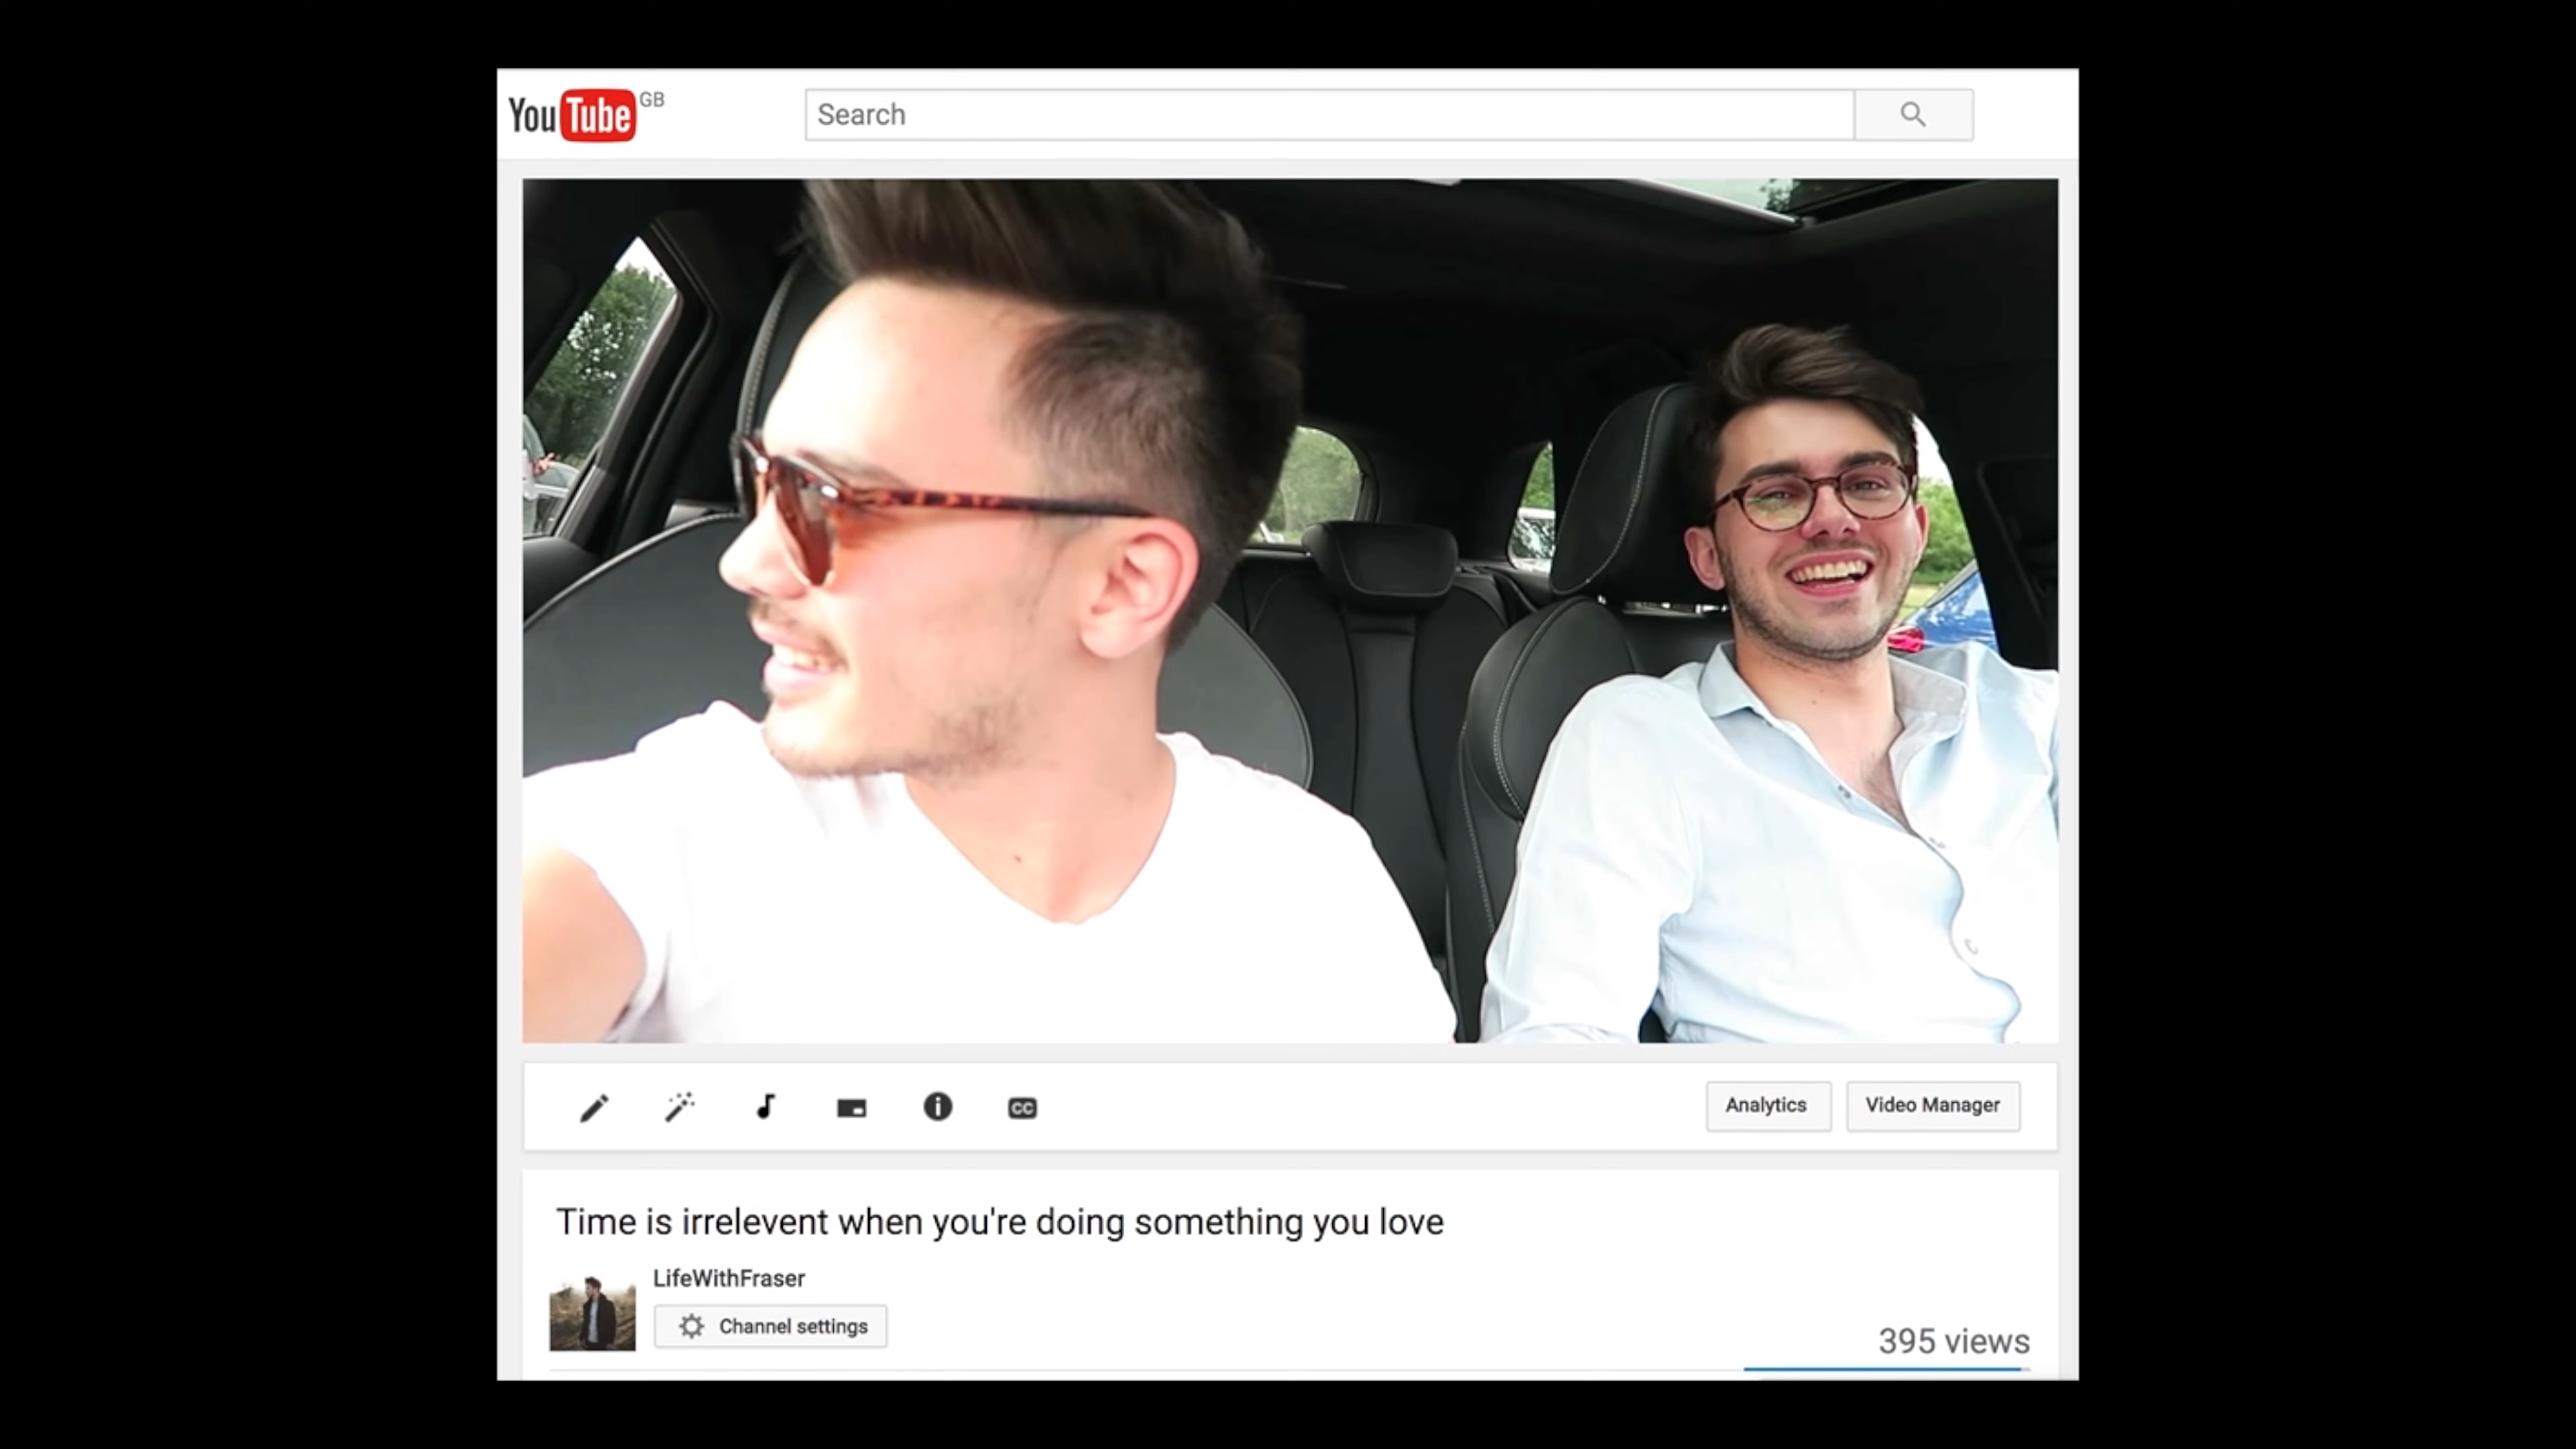 YouTube GB
Search
CC
Analytics
Video Manager
Time is irrelevent when you're doing something you love
LifeWithFraser
Channel settings
395 views